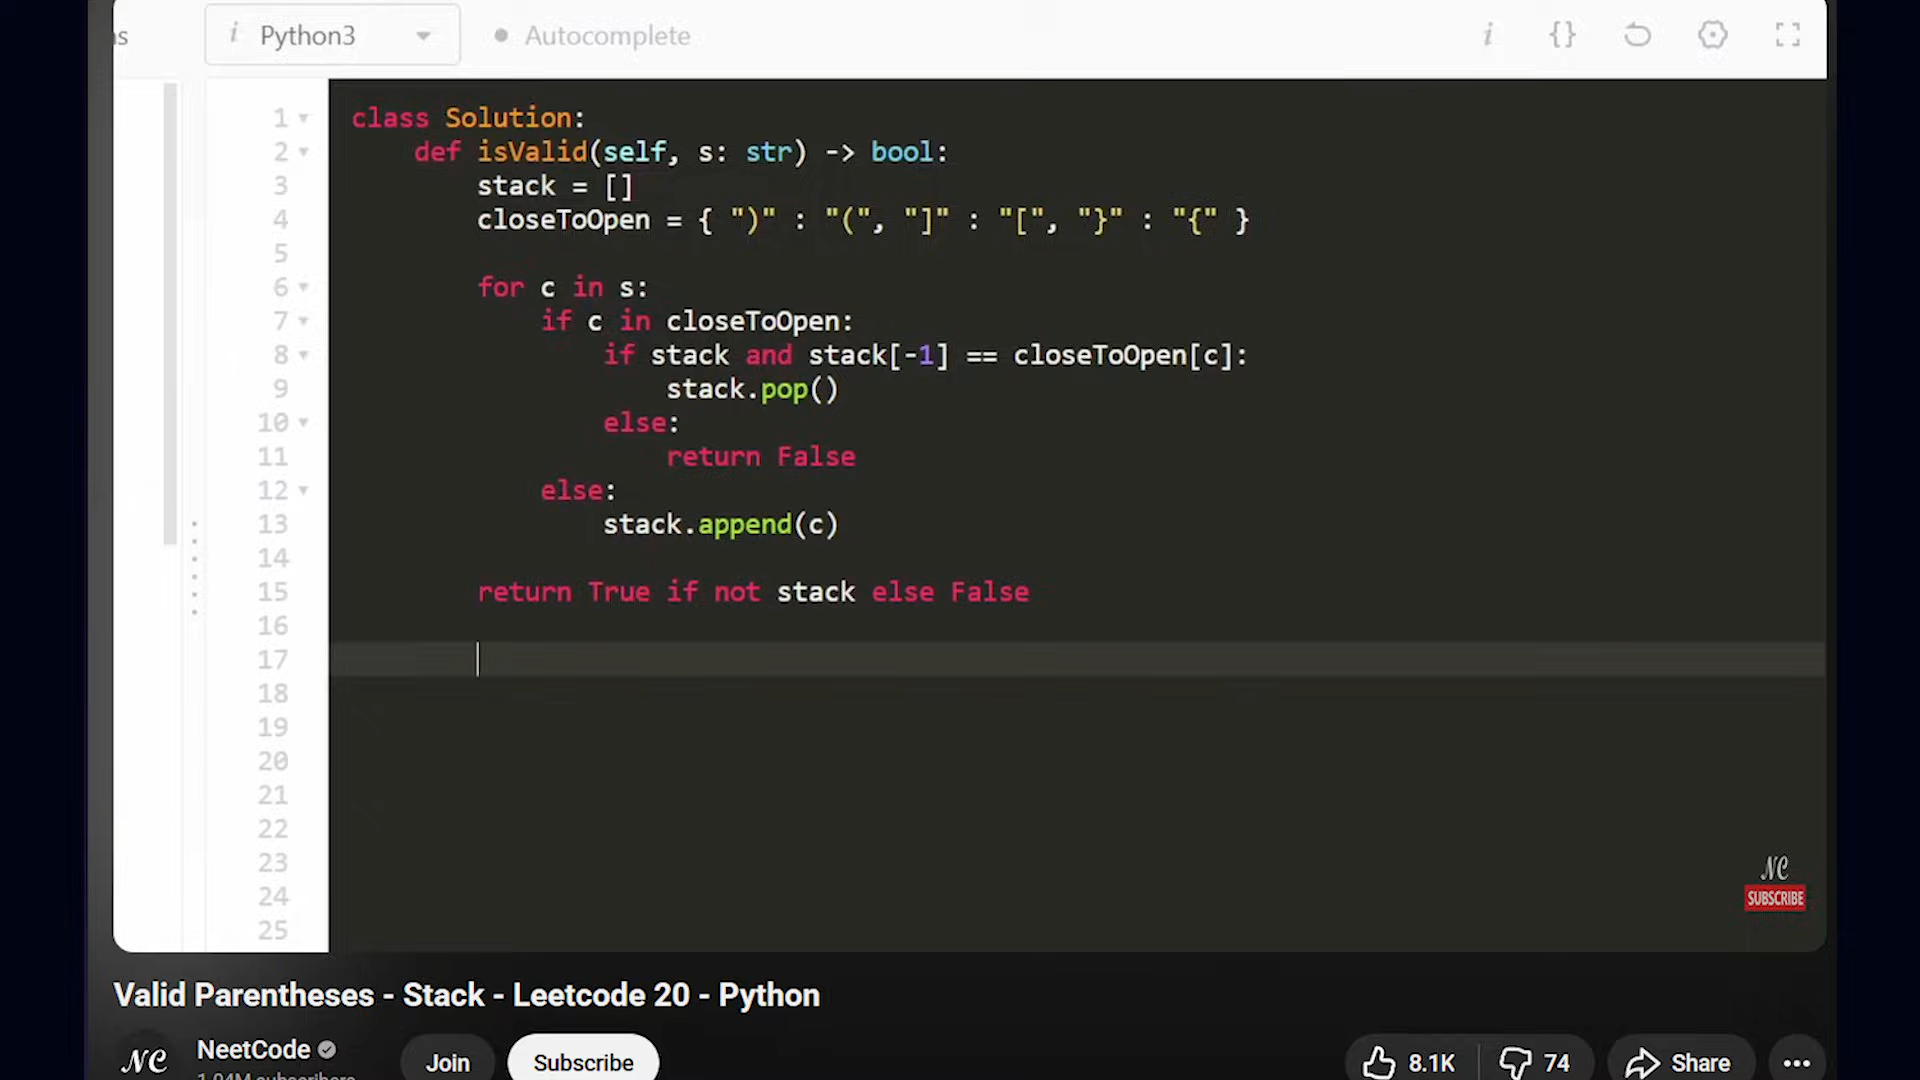 Python3
Autocomplete
1 class Solution:
2 def isValid(self, s: str) -> bool:
3 stack = []
4 closeToOpen = { ")" : "(", "]" : "[", "}" : "{" }
5
6 for c in s:
7 if c in closeToOpen:
8 if stack and stack[-1] == closeToOpen[c]:
9 stack.pop()
10 else:
11 return False
12 else:
13 stack.append(c)
14
15 return True if not stack else False
16
17
18
19
20
21
22
23
24
25
NC
SUBSCRIBE
Valid Parentheses - Stack - Leetcode 20 - Python
NC
NeetCode
Join
Subscribe
8.1K
74
Share